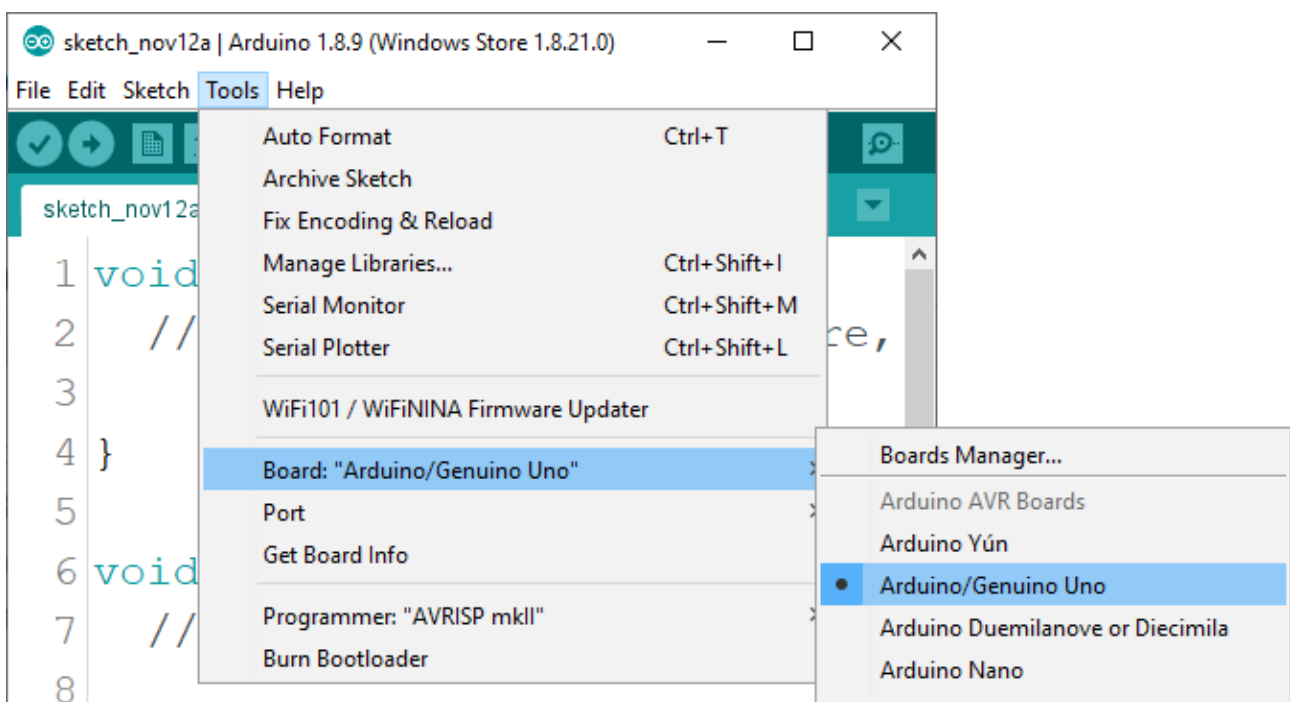 sketch_nov12a | Arduino 1.8.9 (Windows Store 1.8.21.0)
File Edit Sketch Tools Help
Auto Format Ctrl+T
Archive Sketch
sketch_nov12a
Fix Encoding & Reload
1 void
Manage Libraries... Ctrl+Shift+I
Serial Monitor Ctrl+Shift+M
2 // re,
Serial Plotter Ctrl+Shift+L
3
WiFi101 / WiFiNINA Firmware Updater
4 }
Board: "Arduino/Genuino Uno"
Port
5
Get Board Info
6 void
Programmer: "AVRISP mkII"
7 //
Burn Bootloader
8
Boards Manager...
Arduino AVR Boards
Arduino Yún
Arduino/Genuino Uno
Arduino Duemilanove or Diecimila
Arduino Nano